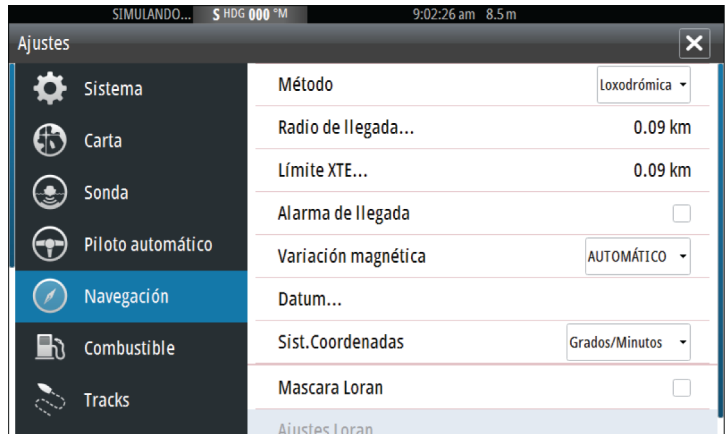 SIMULANDO... S HDG 000 °M 9:02:26 am 8.5 m
Ajustes
Sistema
Carta
Sonda
Piloto automático
Navegación
Combustible
Tracks
Método Loxodrómica
Radio de llegada... 0.09 km
Límite XTE... 0.09 km
Alarma de llegada
Variación magnética AUTOMÁTICO
Datum...
Sist.Coordenadas Grados/Minutos
Mascara Loran
Ajustes Loran